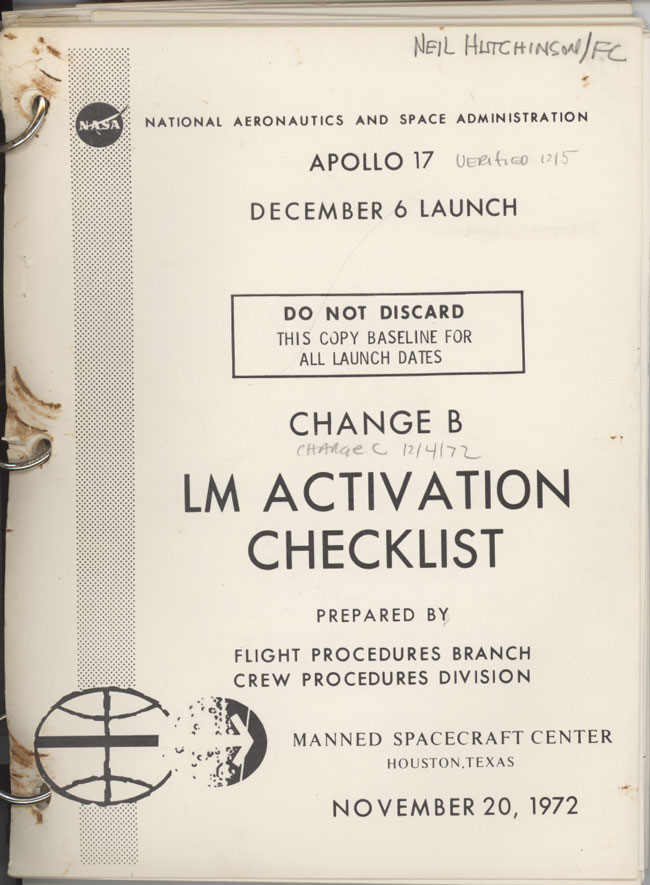 NEIL HUTCHINSON/FC
NASA
NATIONAL AERONAUTICS AND SPACE ADMINISTRATION
APOLLO 17 VERIFIED 12/5
DECEMBER 6 LAUNCH
DO NOT DISCARD
THIS COPY BASELINE FOR
ALL LAUNCH DATES
CHANGE B
CHANGE C 12/4/72
LM ACTIVATION
CHECKLIST
PREPARED BY
FLIGHT PROCEDURES BRANCH
CREW PROCEDURES DIVISION
MANNED SPACECRAFT CENTER
HOUSTON, TEXAS
NOVEMBER 20, 1972